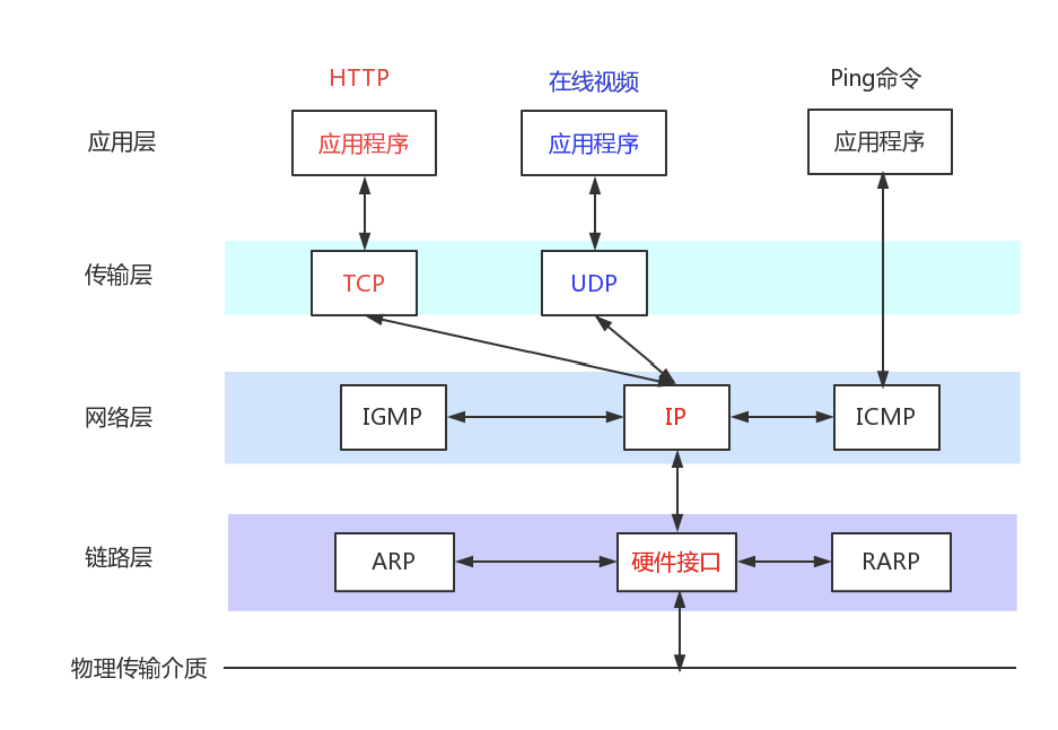 HTTP
在线视频
Ping命令
应用层
应用程序
应用程序
应用程序
传输层
TCP
UDP
网络层
IGMP
IP
ICMP
链路层
ARP
硬件接口
RARP
物理传输介质